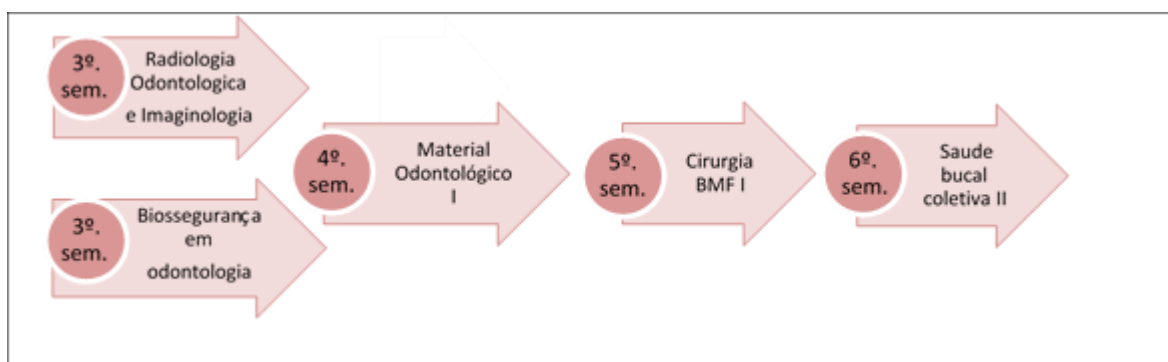 3º.
sem.
Radiologia
Odontologica
e Imaginologia
3º.
sem.
Biossegurança
em
odontologia
4º.
sem.
Material
Odontológico
I
5º.
sem.
Cirurgia
BMF I
6º.
sem.
Saude
bucal
coletiva II